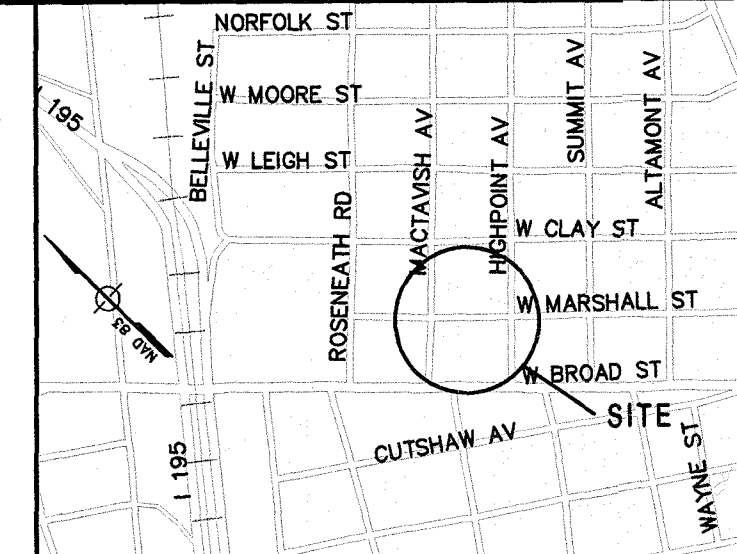 NORFOLK ST
BELLEVILLE ST
W MOORE ST
195
W LEIGH ST
ROSENEATH RD
MACTAVISH AV
HIGHPOINT AV
SUMMIT AV
ALTAMONT AV
W CLAY ST
W MARSHALL ST
NAD 83
W BROAD ST
SITE
CUTSHAW AV
I 195
WAYNE ST